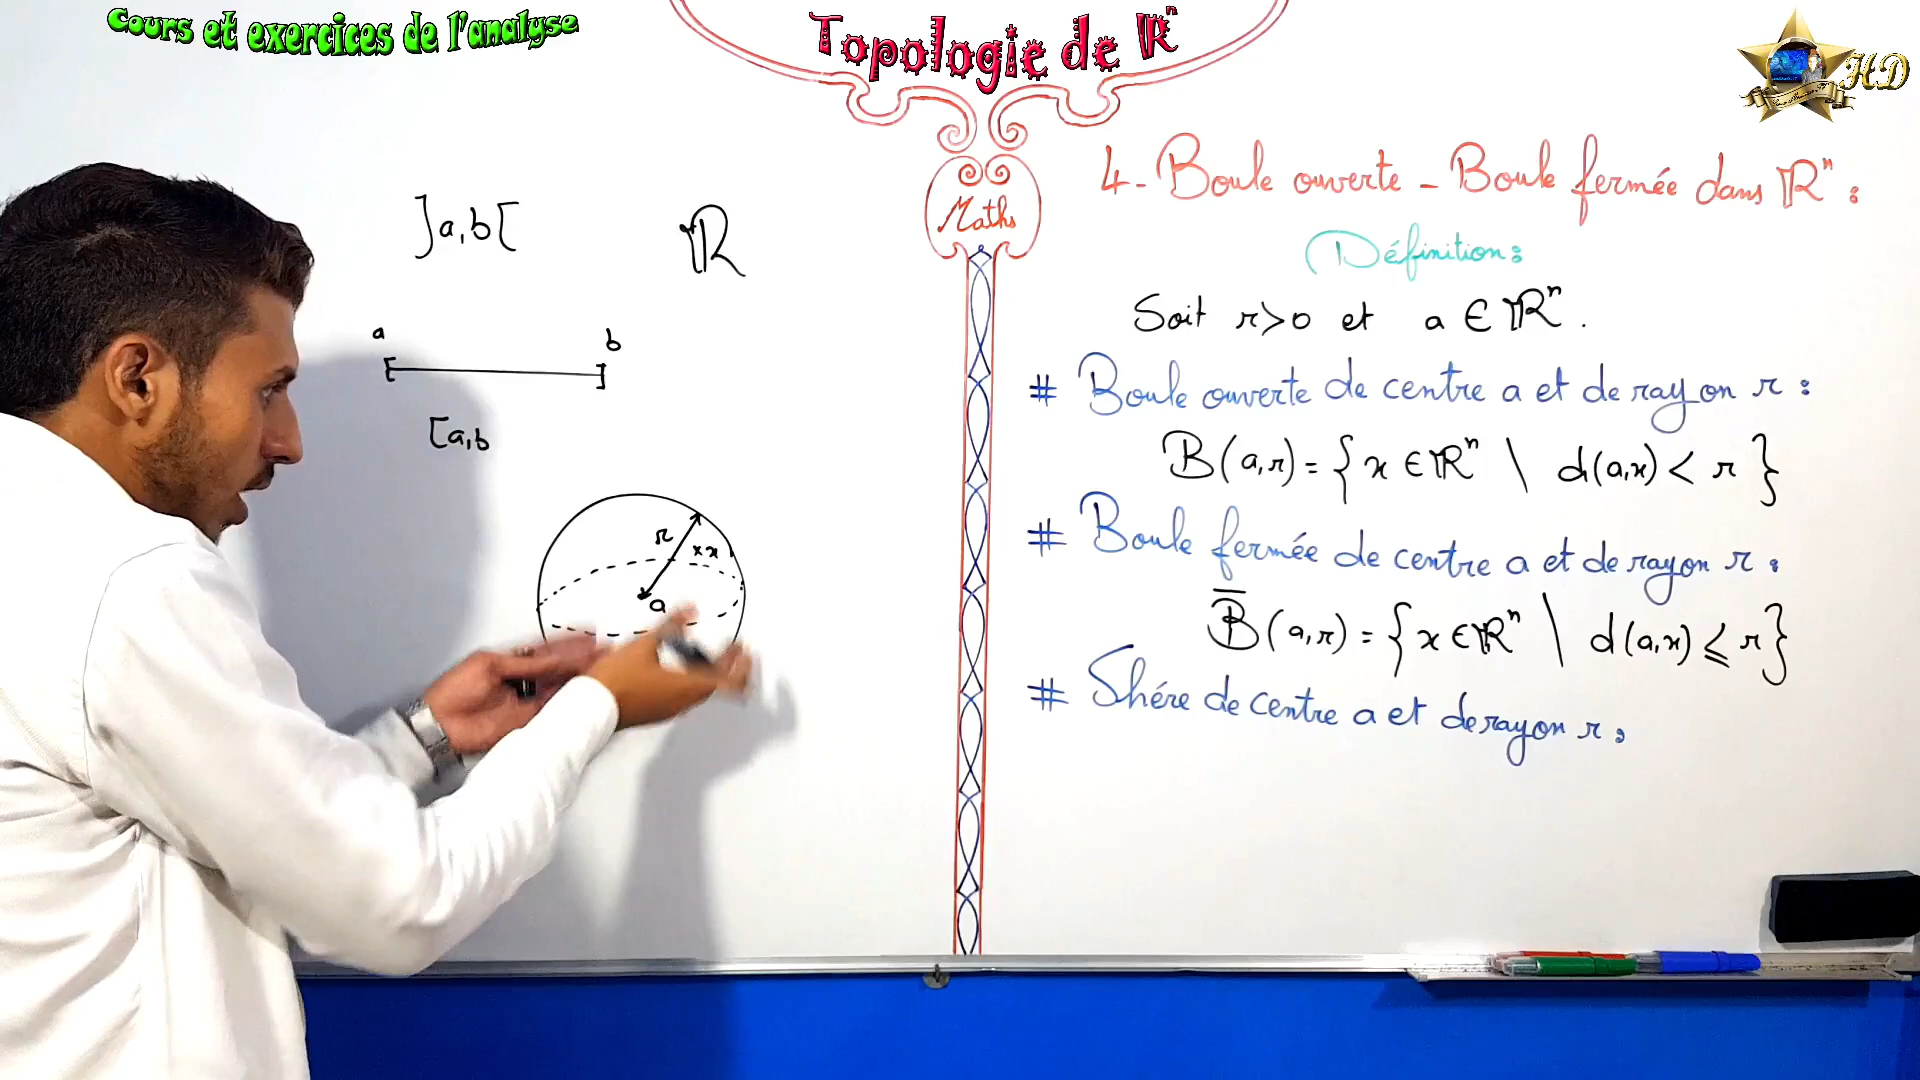 Cours et exercices de l'analyse
Topologie de ℝⁿ
HD
Maths
]a,b[
ℝ
a
b
[a,b
r
x x
a
4- Boule ouverte - Boule fermée dans ℝⁿ :
Définition :
Soit r>0 et a ∈ ℝⁿ .
# Boule ouverte de centre a et de rayon r :
B(a,r) = { x ∈ ℝⁿ \ d(a,x) < r }
# Boule fermée de centre a et de rayon r :
B̅(a,r) = { x ∈ ℝⁿ \ d(a,x) ⩽ r }
# Shére de centre a et de rayon r :